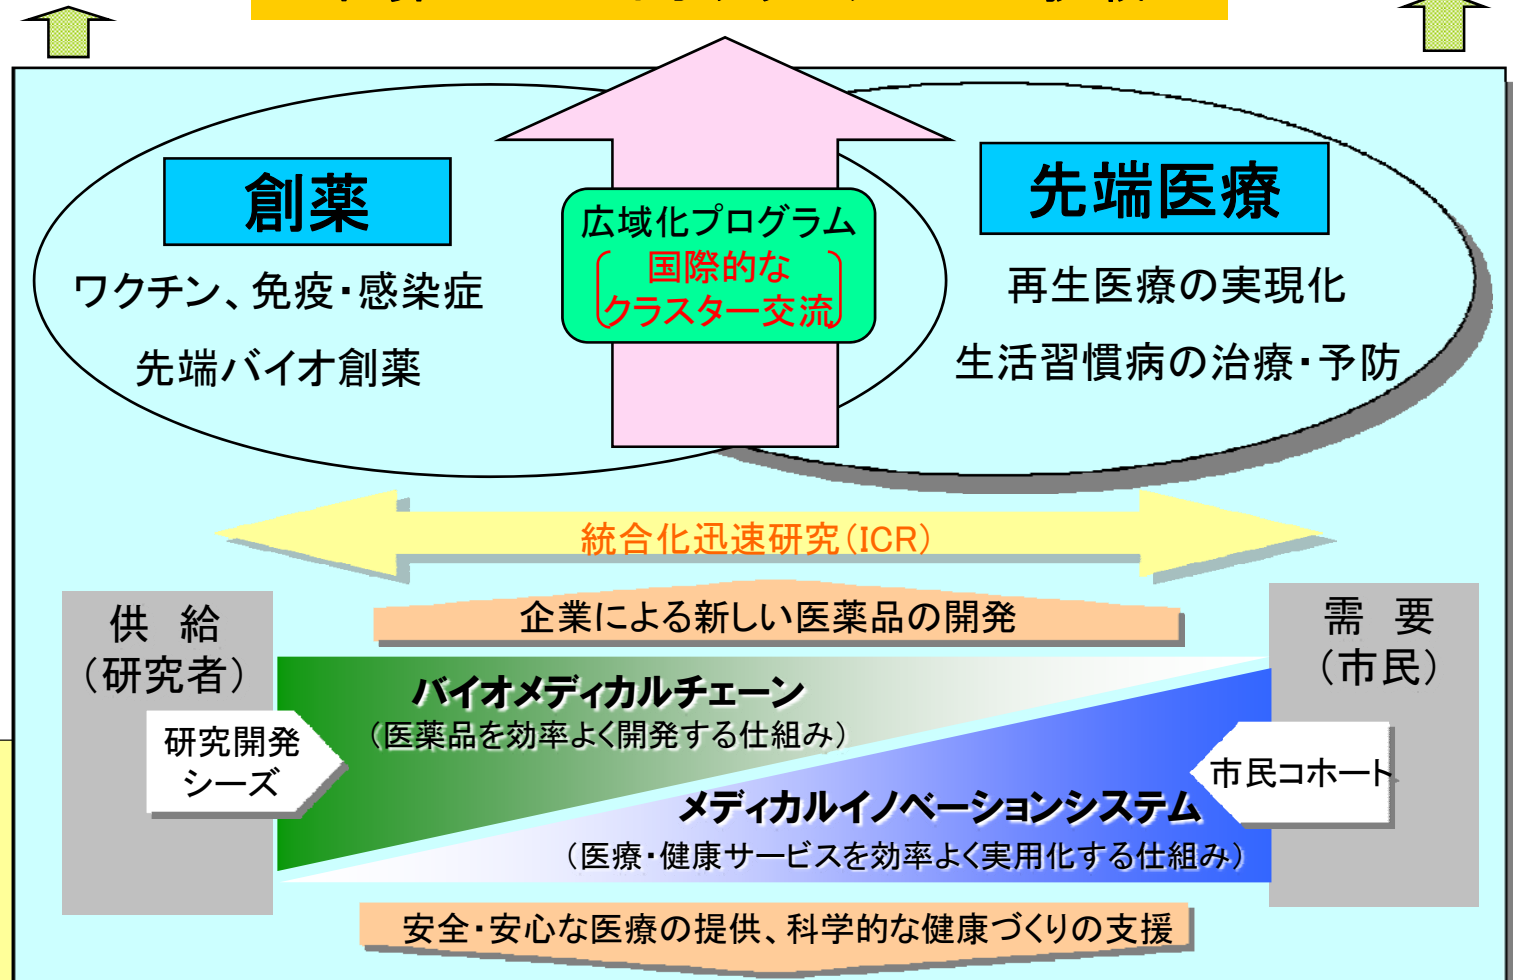 創薬
先端医療
広域化プログラム
国際的な
クラスター交流
ワクチン、免疫・感染症
先端バイオ創薬
再生医療の実現化
生活習慣病の治療・予防
統合化迅速研究(ICR)
企業による新しい医薬品の開発
供 給
(研究者)
需 要
(市民)
バイオメディカルチェーン
(医薬品を効率よく開発する仕組み)
研究開発
シーズ
市民コホート
メディカルイノベーションシステム
(医療・健康サービスを効率よく実用化する仕組み)
安全・安心な医療の提供、科学的な健康づくりの支援